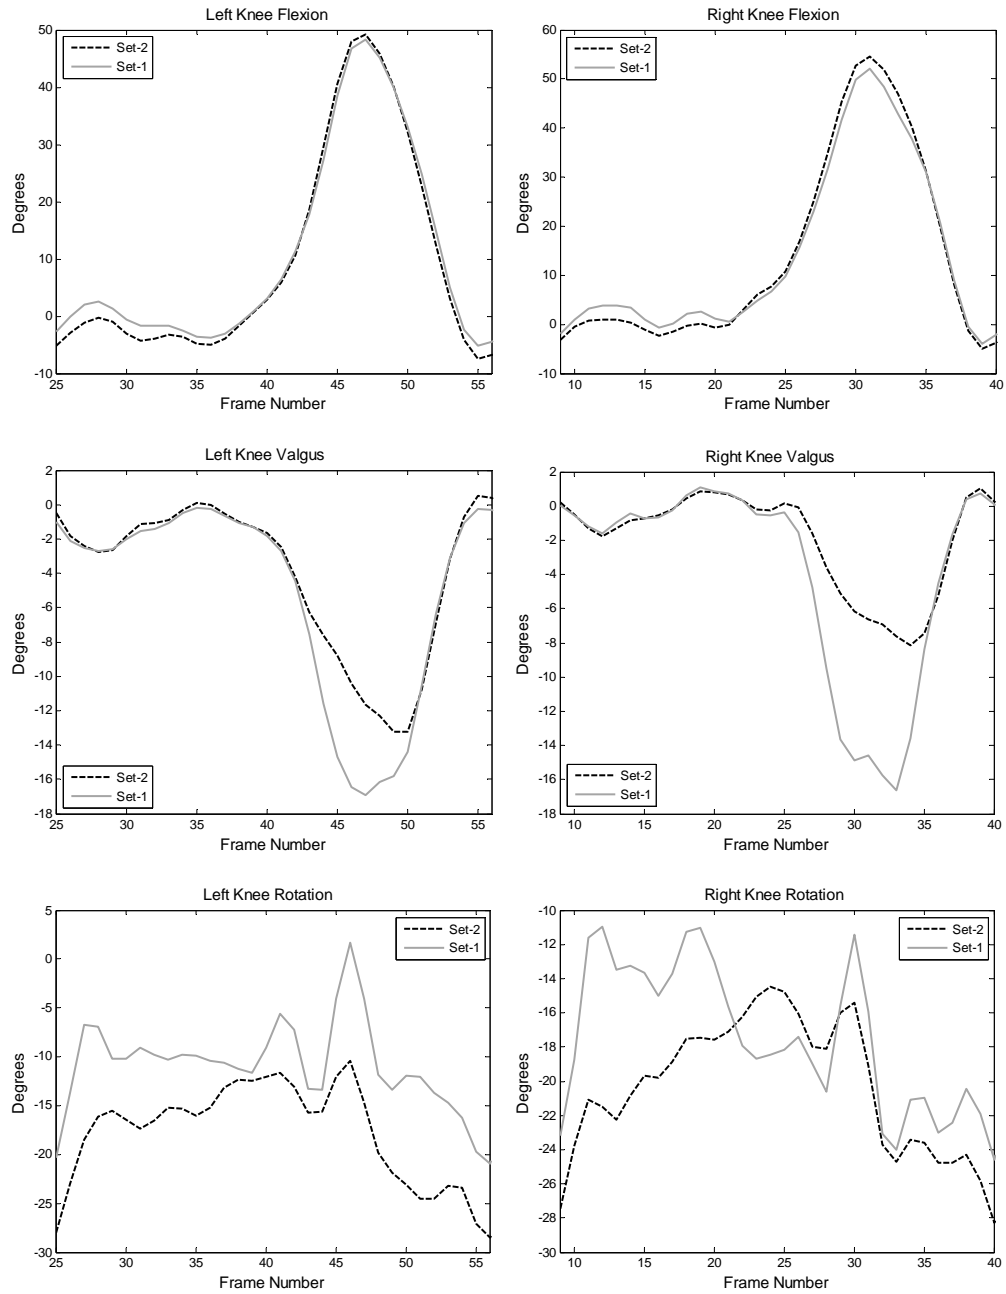 Left Knee Flexion
50
40
30
20
10
0
-10
Degrees
Set-2
Set-1
25 30 35 40 45 50 55
Frame Number
Right Knee Flexion
60
50
40
30
20
10
0
-10
Degrees
Set-2
Set-1
10 15 20 25 30 35 40
Frame Number
Left Knee Valgus
2
0
-2
-4
-6
-8
-10
-12
-14
-16
-18
Degrees
Set-2
Set-1
25 30 35 40 45 50 55
Frame Number
Right Knee Valgus
2
0
-2
-4
-6
-8
-10
-12
-14
-16
-18
Degrees
Set-2
Set-1
10 15 20 25 30 35 40
Frame Number
Left Knee Rotation
5
0
-5
-10
-15
-20
-25
-30
Degrees
Set-2
Set-1
25 30 35 40 45 50 55
Frame Number
Right Knee Rotation
-10
-12
-14
-16
-18
-20
-22
-24
-26
-28
-30
Degrees
Set-2
Set-1
10 15 20 25 30 35 40
Frame Number